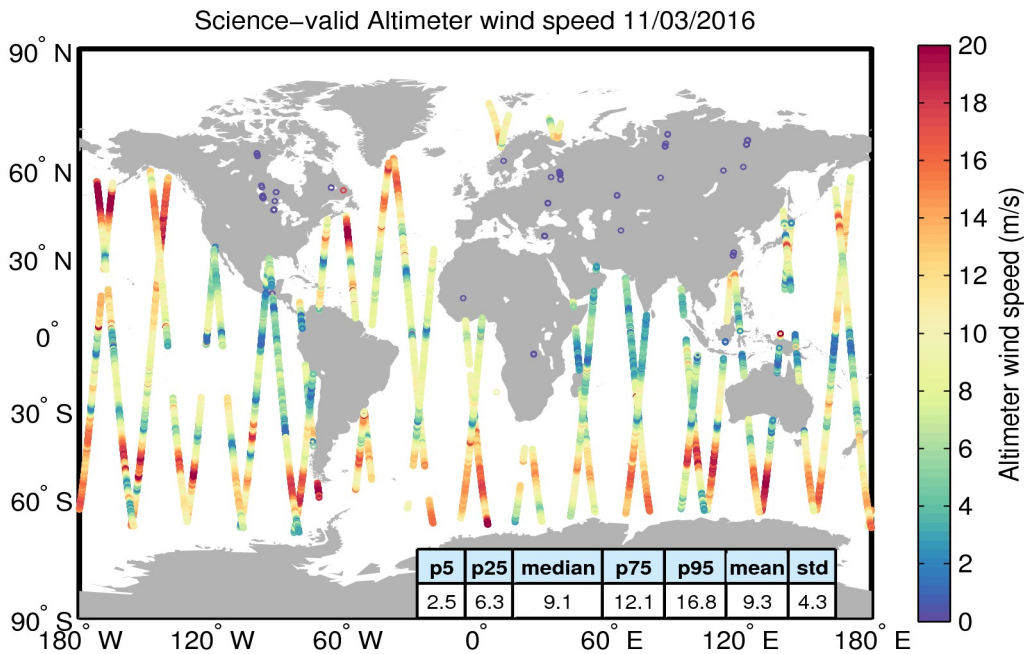 Science−valid Altimeter wind speed 11/03/2016
90° N
60° N
30° N
0°
30° S
60° S
90° S
180° W
120° W
60° W
0°
60° E
120° E
180° E
p5 p25 median p75 p95 mean std
2.5 6.3 9.1 12.1 16.8 9.3 4.3
20
18
16
14
12
10
8
6
4
2
0
Altimeter wind speed (m/s)